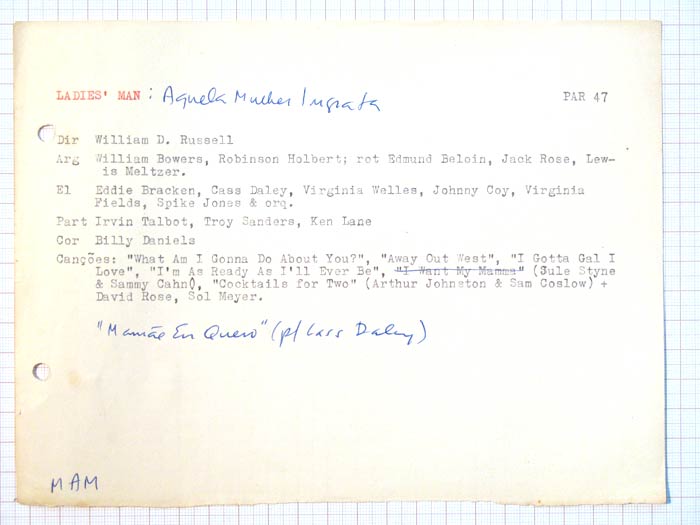 LADIES' MAN : Aquela Mulher Ingrata PAR 47
Dir William D. Russell
Arg William Bowers, Robinson Holbert; rot Edmund Beloin, Jack Rose, Lew-
is Meltzer.
El Eddie Bracken, Cass Daley, Virginia Welles, Johnny Coy, Virginia
Fields, Spike Jones & orq.
Part Irvin Talbot, Troy Sanders, Ken Lane
Cor Billy Daniels
Canções: "What Am I Gonna Do About You?", "Away Out West", "I Gotta Gal I
Love", "I'm As Ready As I'll Ever Be", "I Want My Mamma" (Jule Styne
& Sammy Cahn), "Cocktails for Two" (Arthur Johnston & Sam Coslow) +
David Rose, Sol Meyer.
"Mamãe Eu Quero" (p/ Cass Daley)
MAM